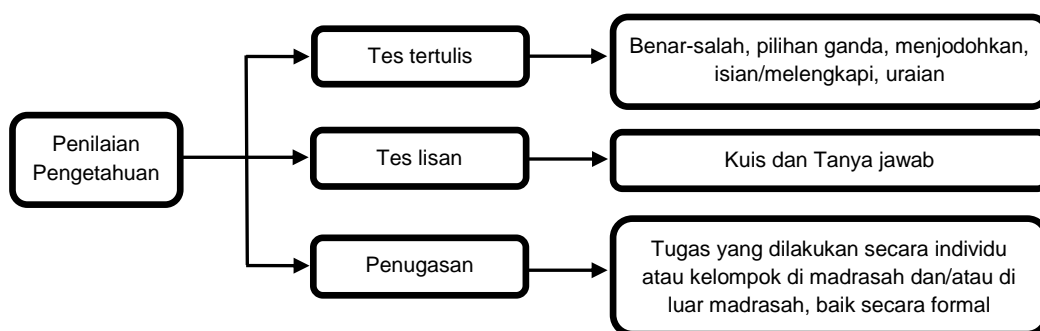 Penilaian
Pengetahuan
Tes tertulis
Benar-salah, pilihan ganda, menjodohkan,
isian/melengkapi, uraian
Tes lisan
Kuis dan Tanya jawab
Penugasan
Tugas yang dilakukan secara individu
atau kelompok di madrasah dan/atau di
luar madrasah, baik secara formal